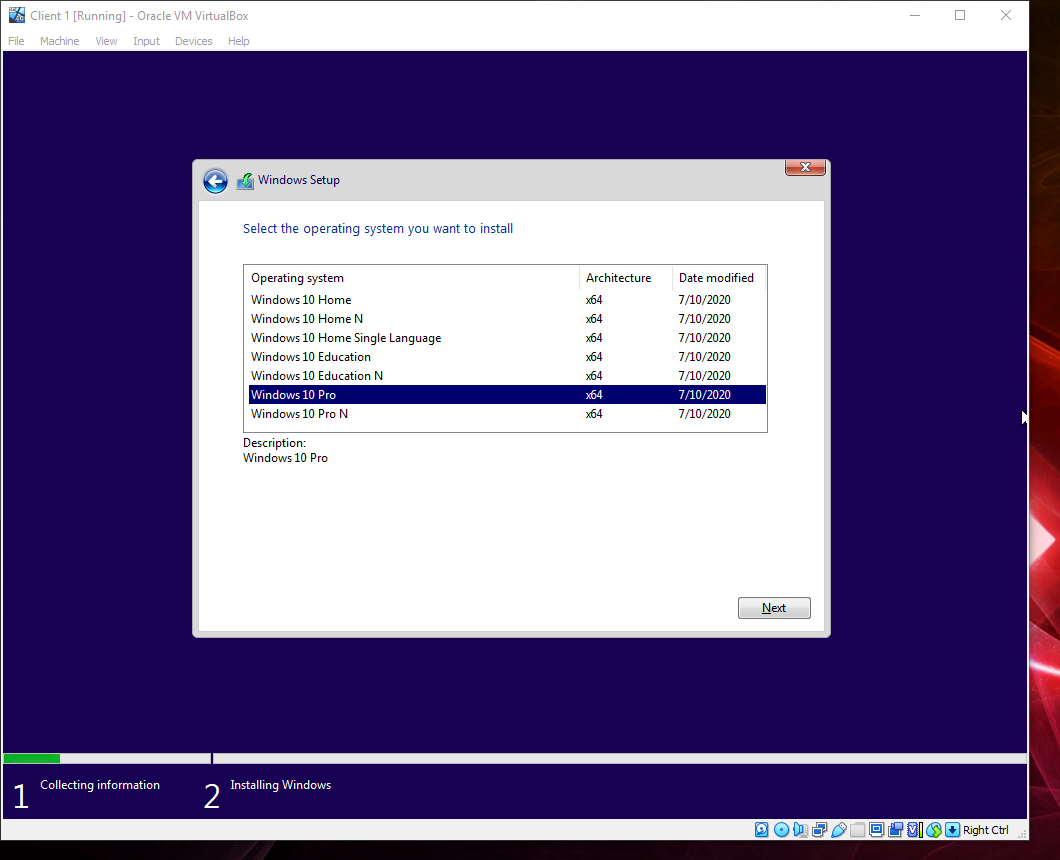 Client 1 [Running] - Oracle VM VirtualBox
File Machine View Input Devices Help
Windows Setup
Select the operating system you want to install
Operating system Architecture Date modified
Windows 10 Home x64 7/10/2020
Windows 10 Home N x64 7/10/2020
Windows 10 Home Single Language x64 7/10/2020
Windows 10 Education x64 7/10/2020
Windows 10 Education N x64 7/10/2020
Windows 10 Pro x64 7/10/2020
Windows 10 Pro N x64 7/10/2020
Description:
Windows 10 Pro
Next
1 Collecting information 2 Installing Windows
Right Ctrl